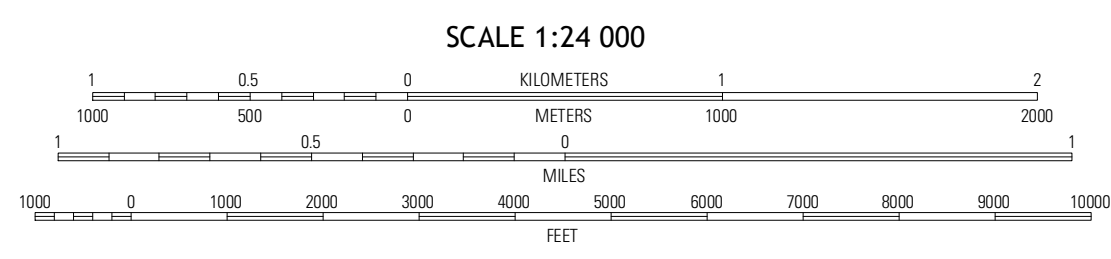 SCALE 1:24 000
1 0.5 0 KILOMETERS 1 2
1000 500 0 METERS 1000 2000
1 0.5 0 1
MILES
1000 0 1000 2000 3000 4000 5000 6000 7000 8000 9000 10000
FEET